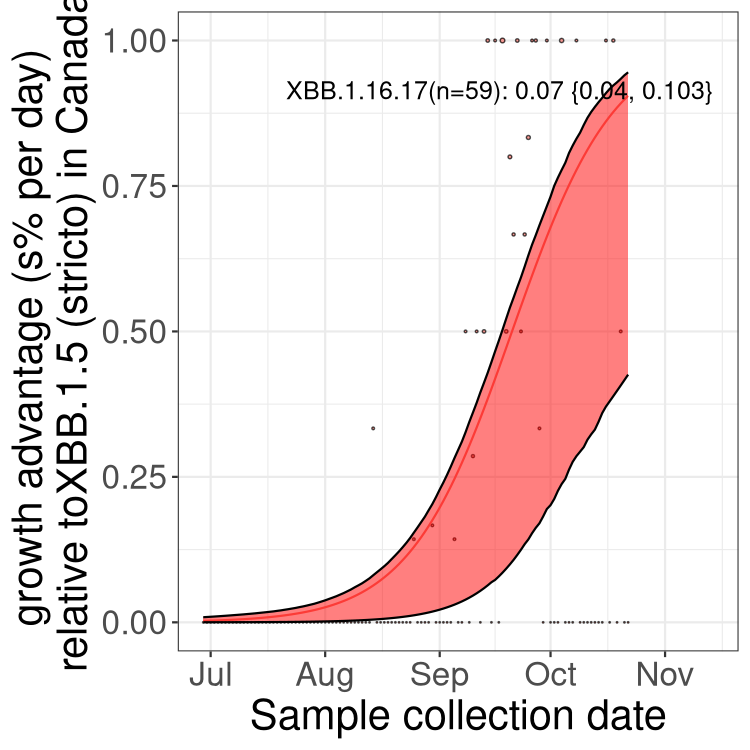 growth advantage (s% per day)
relative toXBB.1.5 (stricto) in Canada
1.00
XBB.1.16.17(n=59): 0.07 {0.04, 0.103}
0.75
0.50
0.25
0.00
Jul Aug Sep Oct Nov
Sample collection date